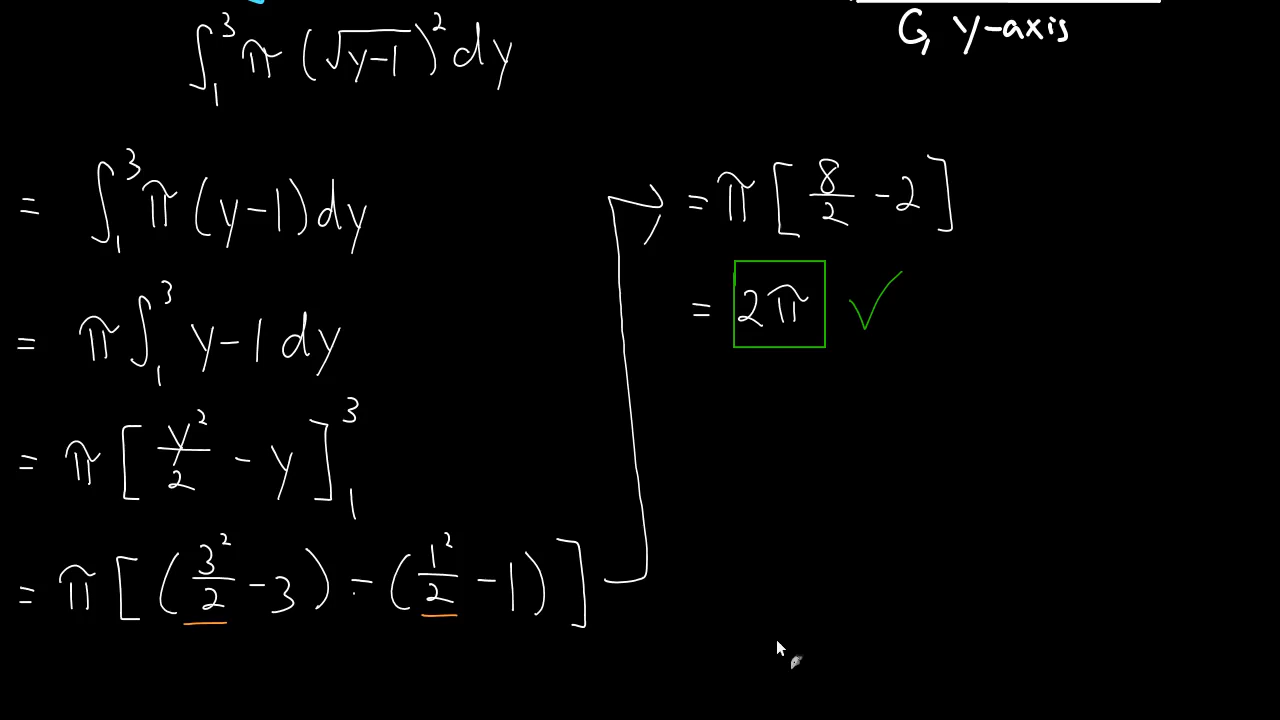 ∫₁³ π (√(y-1))² dy
G, y-axis
= ∫₁³ π (y-1) dy
= π ∫₁³ y-1 dy
= π [y²/2 - y]₁³
= π [(3²/2 - 3) - (1²/2 - 1)]
= π [8/2 - 2]
= 2π ✓